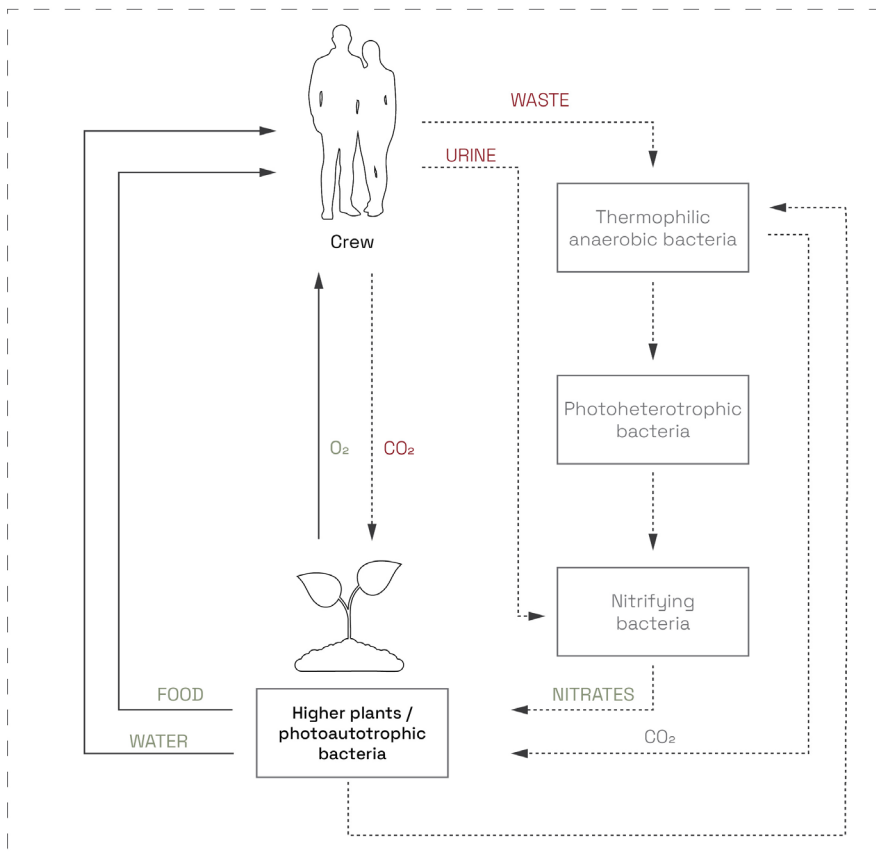 WASTE
URINE
Thermophilic
anaerobic bacteria
Crew
Photoheterotrophic
bacteria
O₂
CO₂
Nitrifying
bacteria
FOOD
NITRATES
Higher plants /
photoautotrophic
bacteria
WATER
CO₂